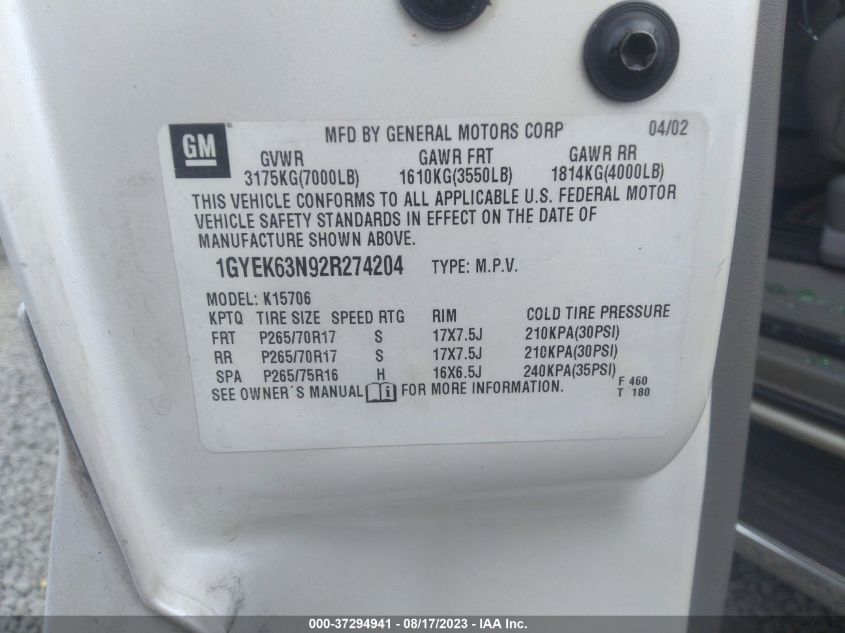 GM MFD BY GENERAL MOTORS CORP 04/02
GVWR GAWR FRT GAWR RR
3175KG(7000LB) 1610KG(3550LB) 1814KG(4000LB)
THIS VEHICLE CONFORMS TO ALL APPLICABLE U.S. FEDERAL MOTOR
VEHICLE SAFETY STANDARDS IN EFFECT ON THE DATE OF
MANUFACTURE SHOWN ABOVE.
1GYEK63N92R274204 TYPE: M.P.V.
MODEL: K15706
KPTQ TIRE SIZE SPEED RTG RIM COLD TIRE PRESSURE
FRT P265/70R17 S 17X7.5J 210KPA(30PSI)
RR P265/70R17 S 17X7.5J 210KPA(30PSI)
SPA P265/75R16 H 16X6.5J 240KPA(35PSI)
SEE OWNER'S MANUAL i FOR MORE INFORMATION.
F 460
T 180
000-37294941 - 08/17/2023 - IAA Inc.